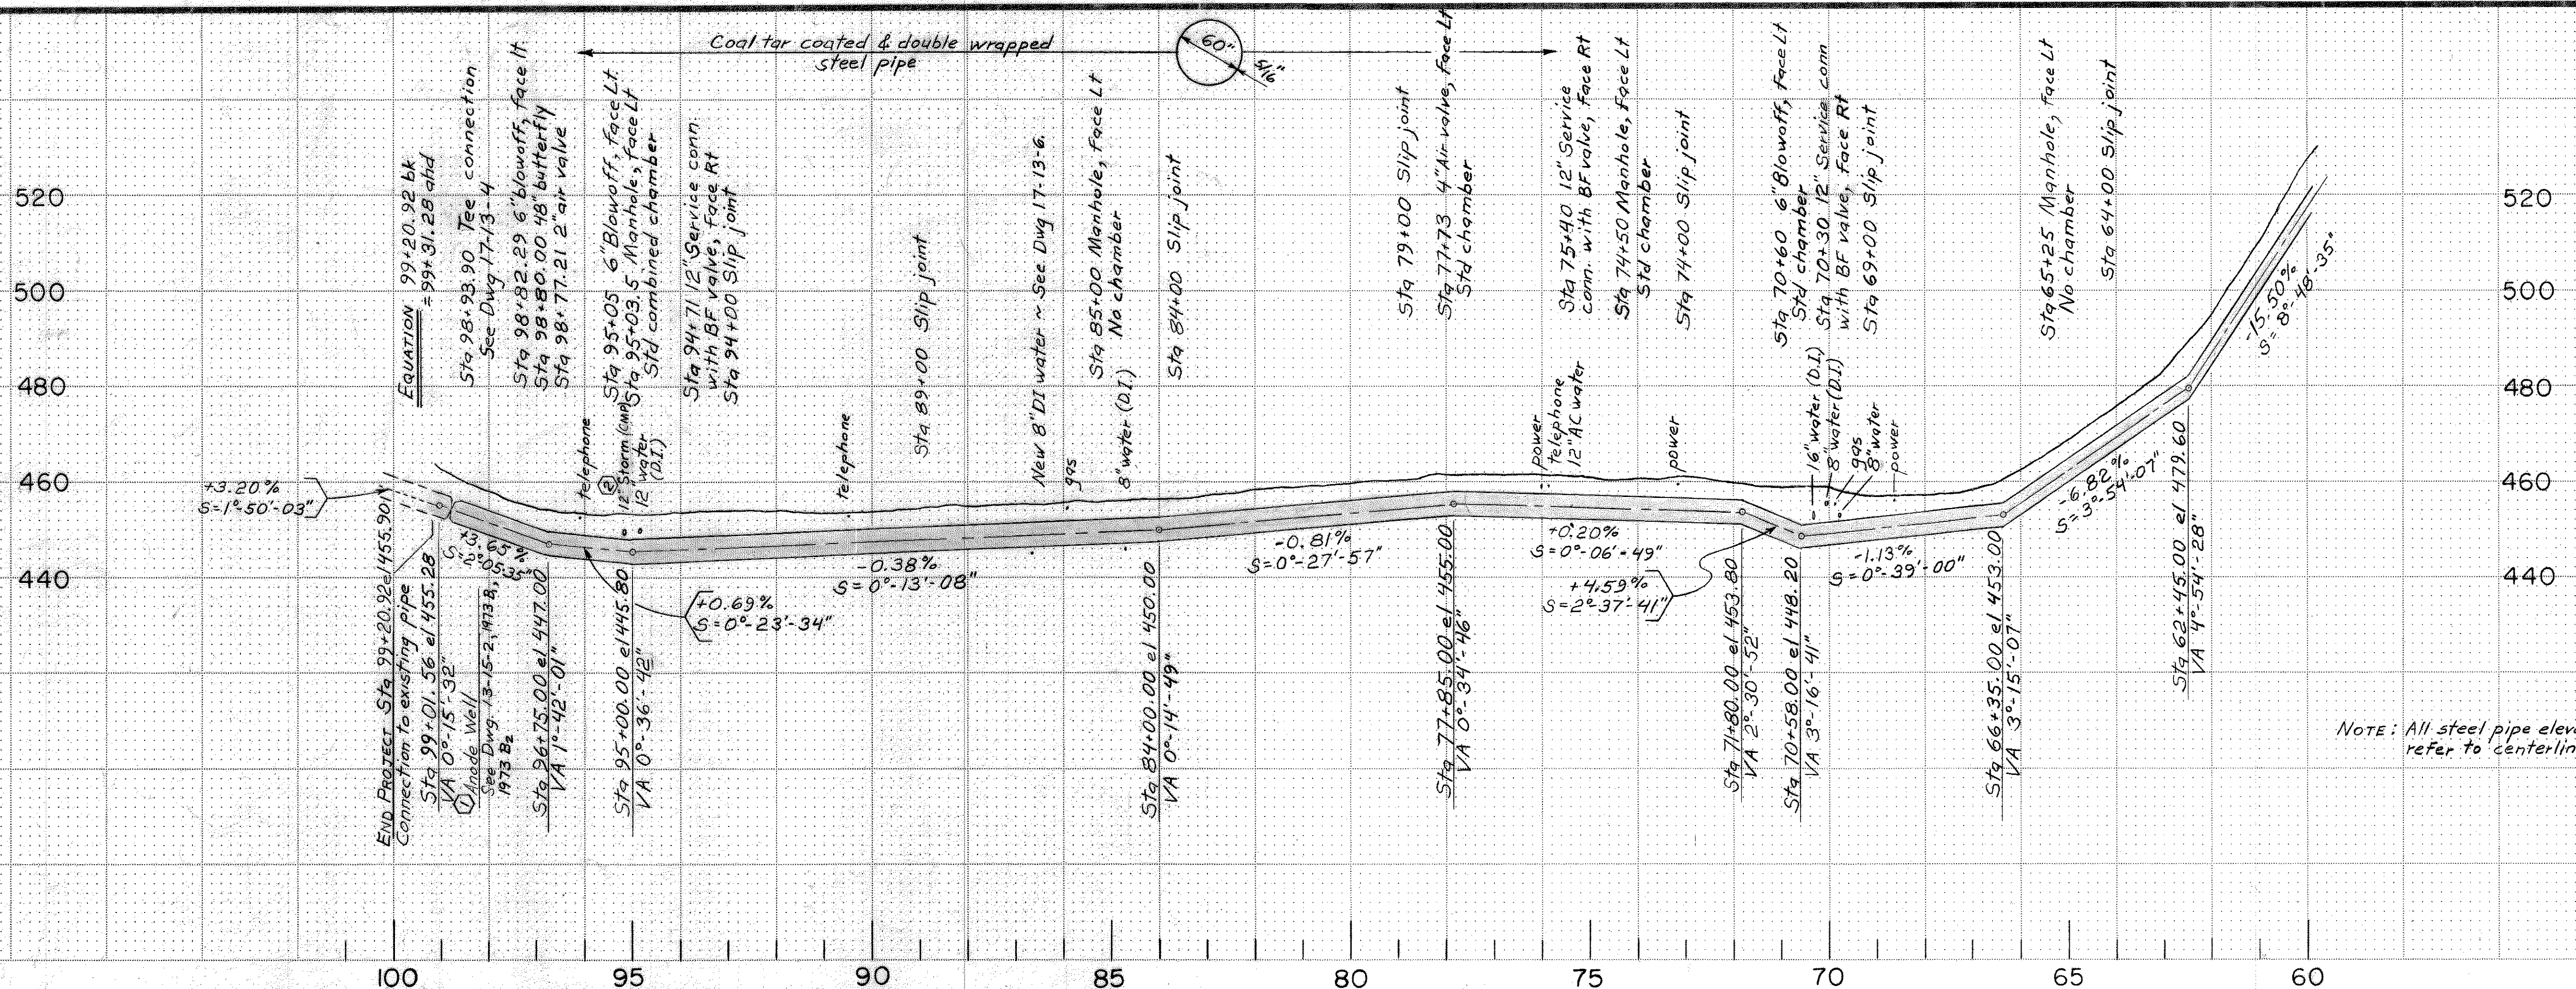 Coal tar coated & double wrapped
steel pipe
60"
5/16"
EQUATION 99+20.92 bk
=99+31.28 ahd
Sta 98+93.90 Tee connection
See Dwg 17-13-4
Sta 98+82.29 6" blowoff, face lt
Sta 98+80.00 48" butterfly
Sta 98+77.21 2" air valve
Sta 95+05 6" Blowoff, Face Lt.
Sta 95+03.5 Manhole, Face Lt
Std combined chamber
Sta 94+71 12" Service conn.
with BF valve, Face Rt
Sta 94+00 Slip joint
Sta 89+00 Slip joint
New 8" DI water ~ See Dwg 17-13-6.
Sta 85+00 Manhole, Face Lt
No chamber
Sta 84+00 Slip joint
Sta 79+00 Slip joint
Sta 77+73 4" Air valve, Face Lt
Std chamber
Sta 75+40 12" Service
conn. with BF valve, Face Rt
Sta 74+50 Manhole, Face Lt
Std chamber
Sta 74+00 Slip joint
Sta 70+60 6" Blowoff, Face Lt
Std chamber
Sta 70+30 12" Service conn
with BF valve, Face Rt
Sta 69+00 Slip joint
Sta 65+25 Manhole, Face Lt
No chamber
Sta 64+00 Slip joint
520
500
480
460
440
520
500
480
460
440
telephone
2
12" Storm (CMP)
12" water
(D.I.)
telephone
gas
8" water (D.I.)
power
telephone
12" AC water
power
16" water (D.I.)
8" water (D.I.)
gas
8" water
power
+3.20%
S=1°-50'-03"
+3.65%
S=2°05'35"
+0.69%
S=0°-23'-34"
-0.38%
S=0°-13'-08"
-0.81%
S=0°-27'-57"
+0.20%
S=0°-06'-49"
+4.59%
S=2°-37'-41"
-1.13%
S=0°-39'-00"
-6.82%
S=3°-54'-07"
-15.50%
S=8°-48'-35"
END PROJECT Sta 99+20.92 el 455.90
Connection to existing pipe
Sta 99+01.56 el 455.28
VA 0°-15'-32"
1 Anode Well
See Dwg. 13-15-2, 1973 B,
1973 B2
Sta 96+75.00 el 447.00
VA 1°-42'-01"
Sta 95+00.00 el 445.80
VA 0°-36'-42"
Sta 84+00.00 el 450.00
VA 0°-14'-49"
Sta 77+85.00 el 455.00
VA 0°-34'-46"
Sta 71+80.00 el 453.80
VA 2°-30'-52"
Sta 70+58.00 el 448.20
VA 3°-16'-41"
Sta 66+35.00 el 453.00
VA 3°-15'-07"
Sta 62+45.00 el 479.60
VA 4°-54'-28"
NOTE: All steel pipe elev
refer to centerlin
100
95
90
85
80
75
70
65
60